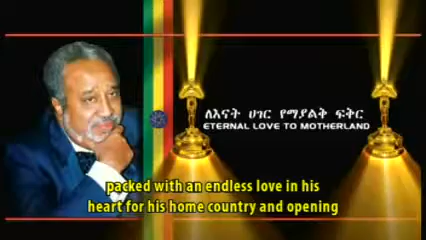 ለእናት ሀገር የማያልቅ ፍቅር
ETERNAL LOVE TO MOTHERLAND
packed with an endless love in his
heart for his home country and opening